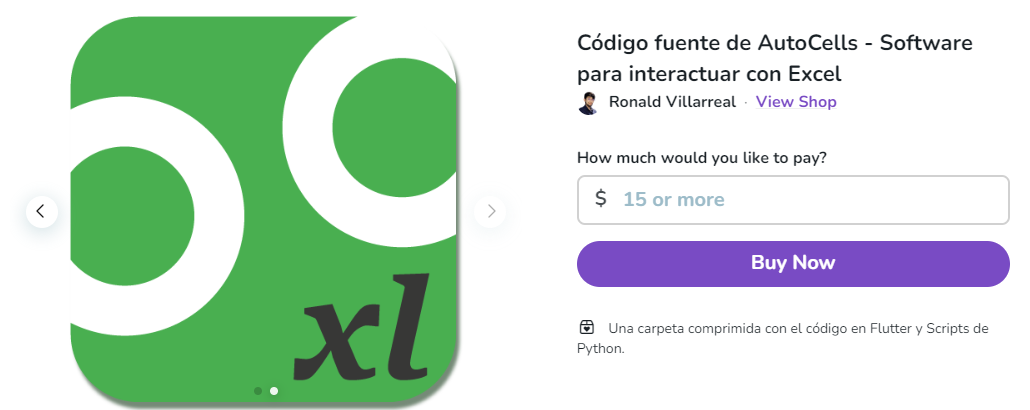 Código fuente de AutoCells - Software
para interactuar con Excel
Ronald Villarreal · View Shop
How much would you like to pay?
$ 15 or more
Buy Now
Una carpeta comprimida con el código en Flutter y Scripts de
Python.
xl